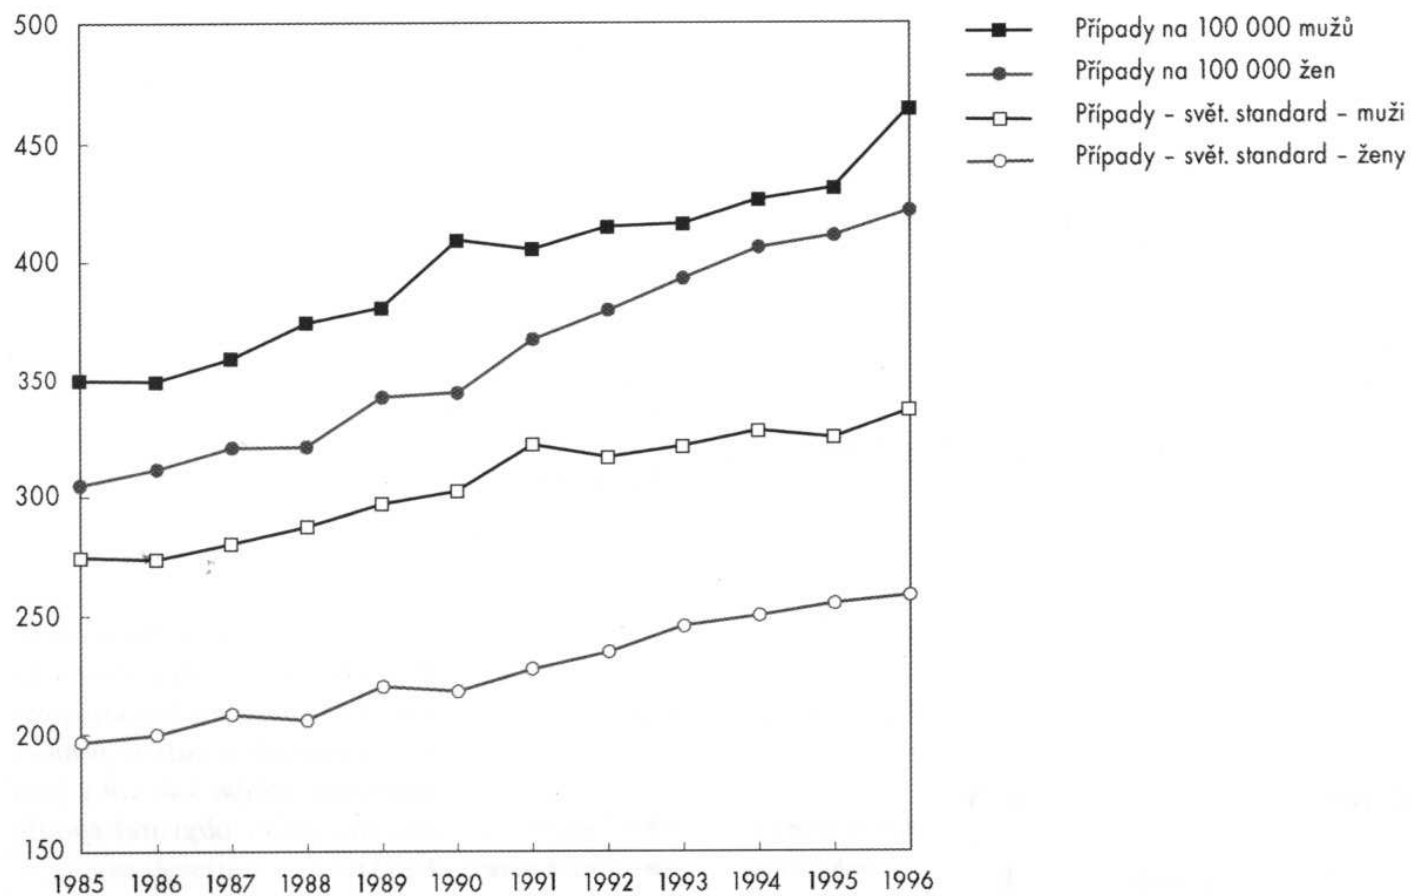 500
450
400
350
300
250
200
150
1985 1986 1987 1988 1989 1990 1991 1992 1993 1994 1995 1996
Případy na 100 000 mužů
Případy na 100 000 žen
Případy – svět. standard – muži
Případy – svět. standard – ženy